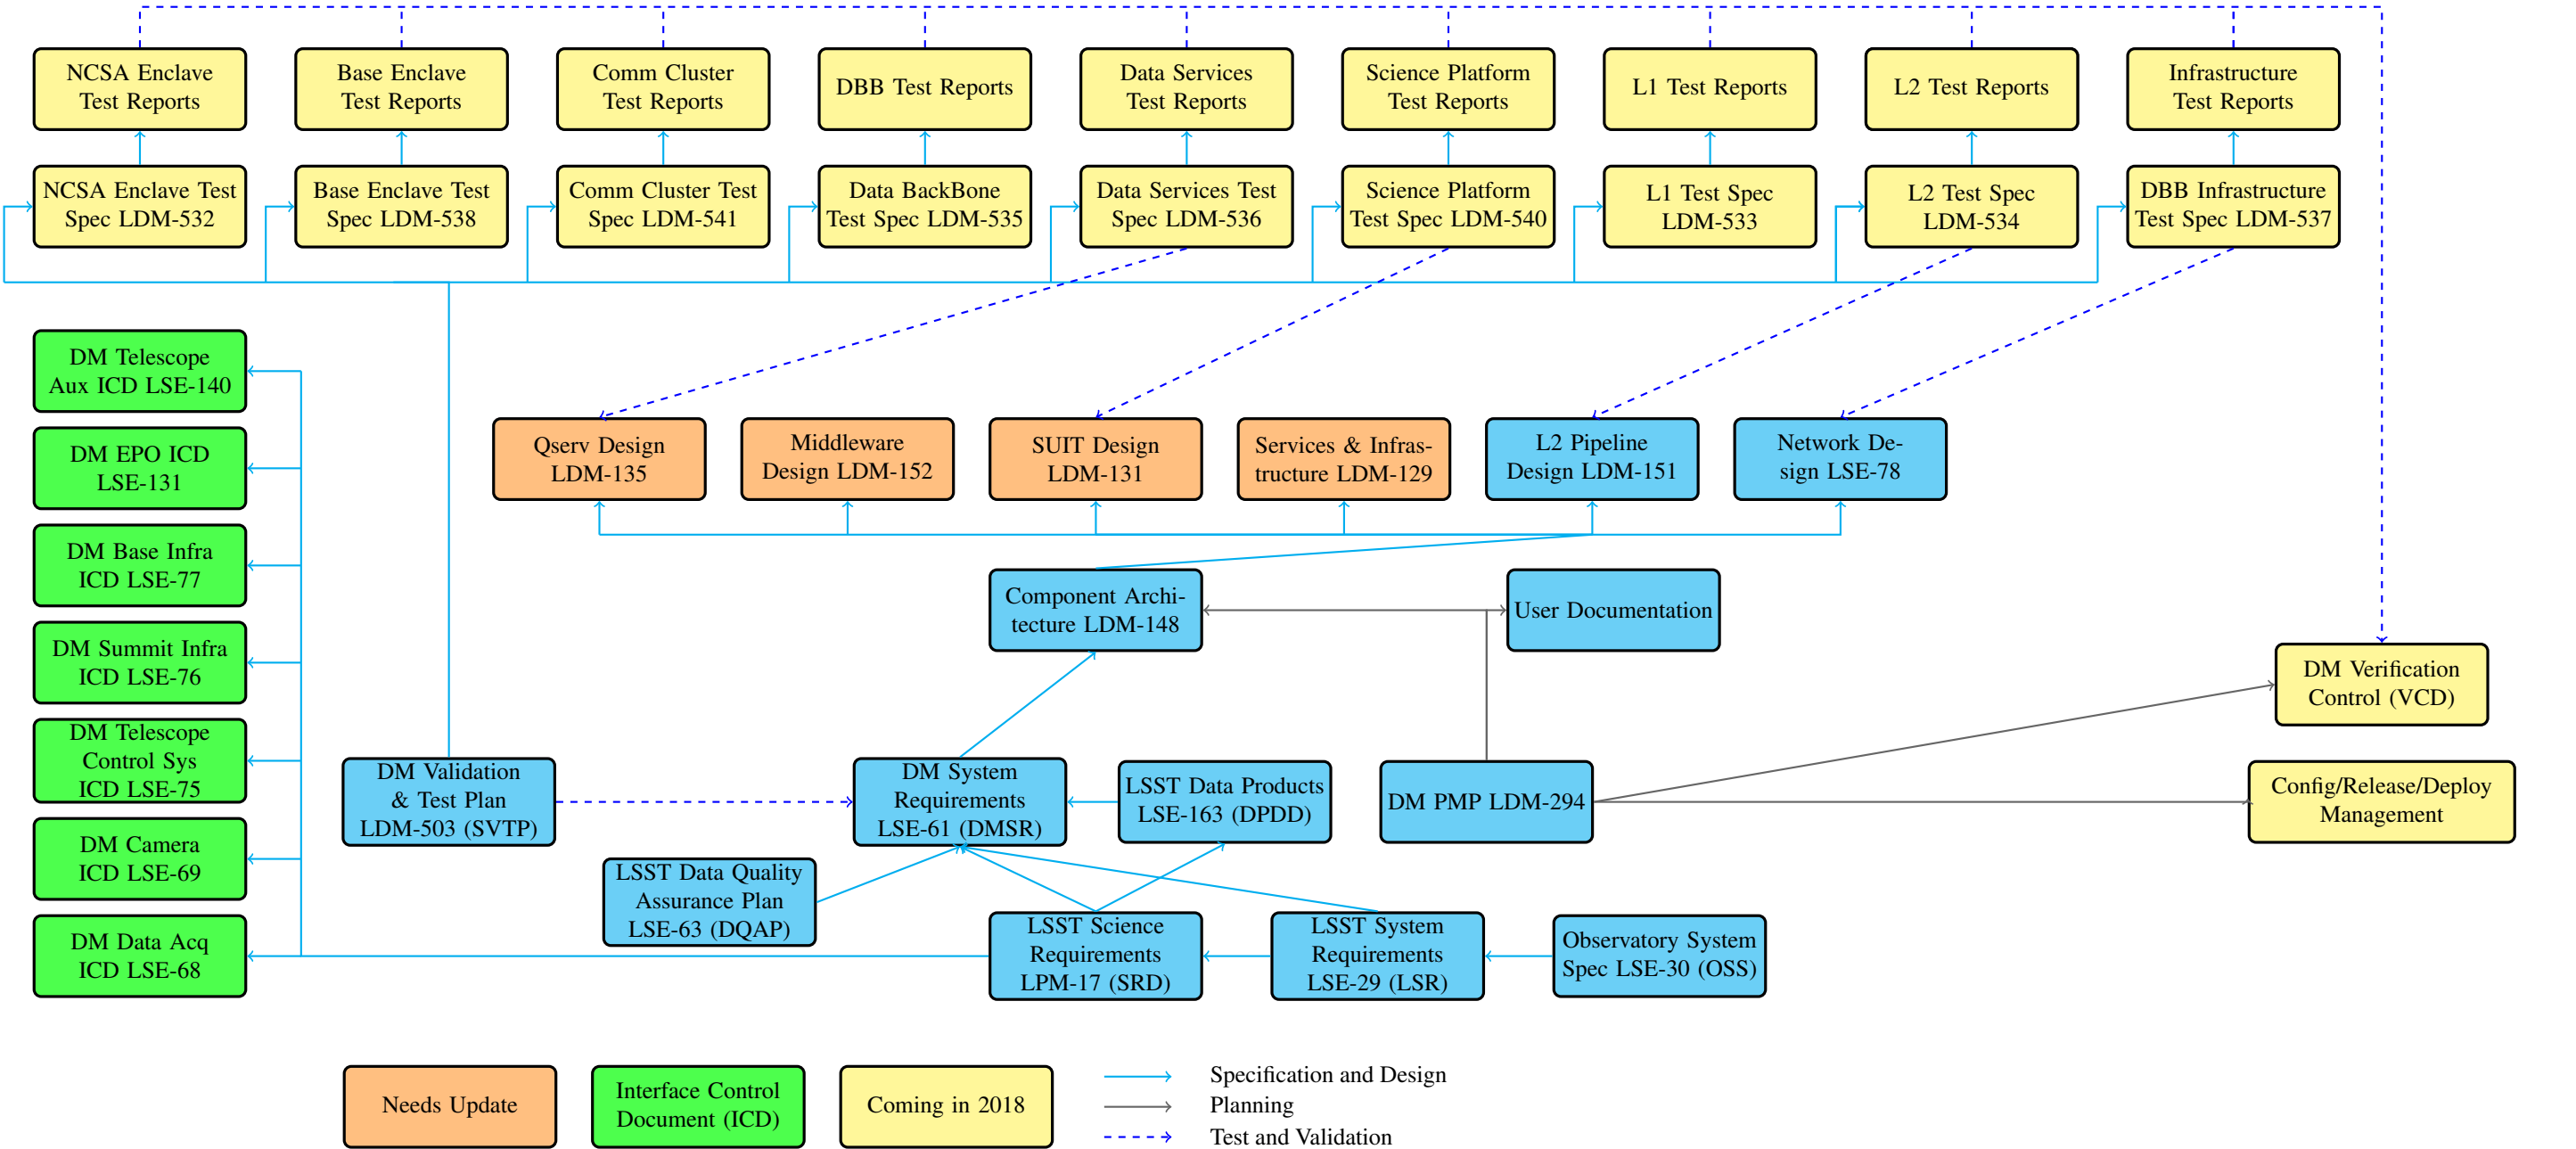 NCSA Enclave
Test Reports
Base Enclave
Test Reports
Comm Cluster
Test Reports
DBB Test Reports
Data Services
Test Reports
Science Platform
Test Reports
L1 Test Reports
L2 Test Reports
Infrastructure
Test Reports
NCSA Enclave Test
Spec LDM-532
Base Enclave Test
Spec LDM-538
Comm Cluster Test
Spec LDM-541
Data BackBone
Test Spec LDM-535
Data Services Test
Spec LDM-536
Science Platform
Test Spec LDM-540
L1 Test Spec
LDM-533
L2 Test Spec
LDM-534
DBB Infrastructure
Test Spec LDM-537
DM Telescope
Aux ICD LSE-140
DM EPO ICD
LSE-131
DM Base Infra
ICD LSE-77
DM Summit Infra
ICD LSE-76
DM Telescope
Control Sys
ICD LSE-75
DM Camera
ICD LSE-69
DM Data Acq
ICD LSE-68
Qserv Design
LDM-135
Middleware
Design LDM-152
SUIT Design
LDM-131
Services & Infras-
tructure LDM-129
L2 Pipeline
Design LDM-151
Network De-
sign LSE-78
Component Archi-
tecture LDM-148
User Documentation
DM Verification
Control (VCD)
DM Validation
& Test Plan
LDM-503 (SVTP)
DM System
Requirements
LSE-61 (DMSR)
LSST Data Products
LSE-163 (DPDD)
DM PMP LDM-294
Config/Release/Deploy
Management
LSST Data Quality
Assurance Plan
LSE-63 (DQAP)
LSST Science
Requirements
LPM-17 (SRD)
LSST System
Requirements
LSE-29 (LSR)
Observatory System
Spec LSE-30 (OSS)
Needs Update
Interface Control
Document (ICD)
Coming in 2018
Specification and Design
Planning
Test and Validation